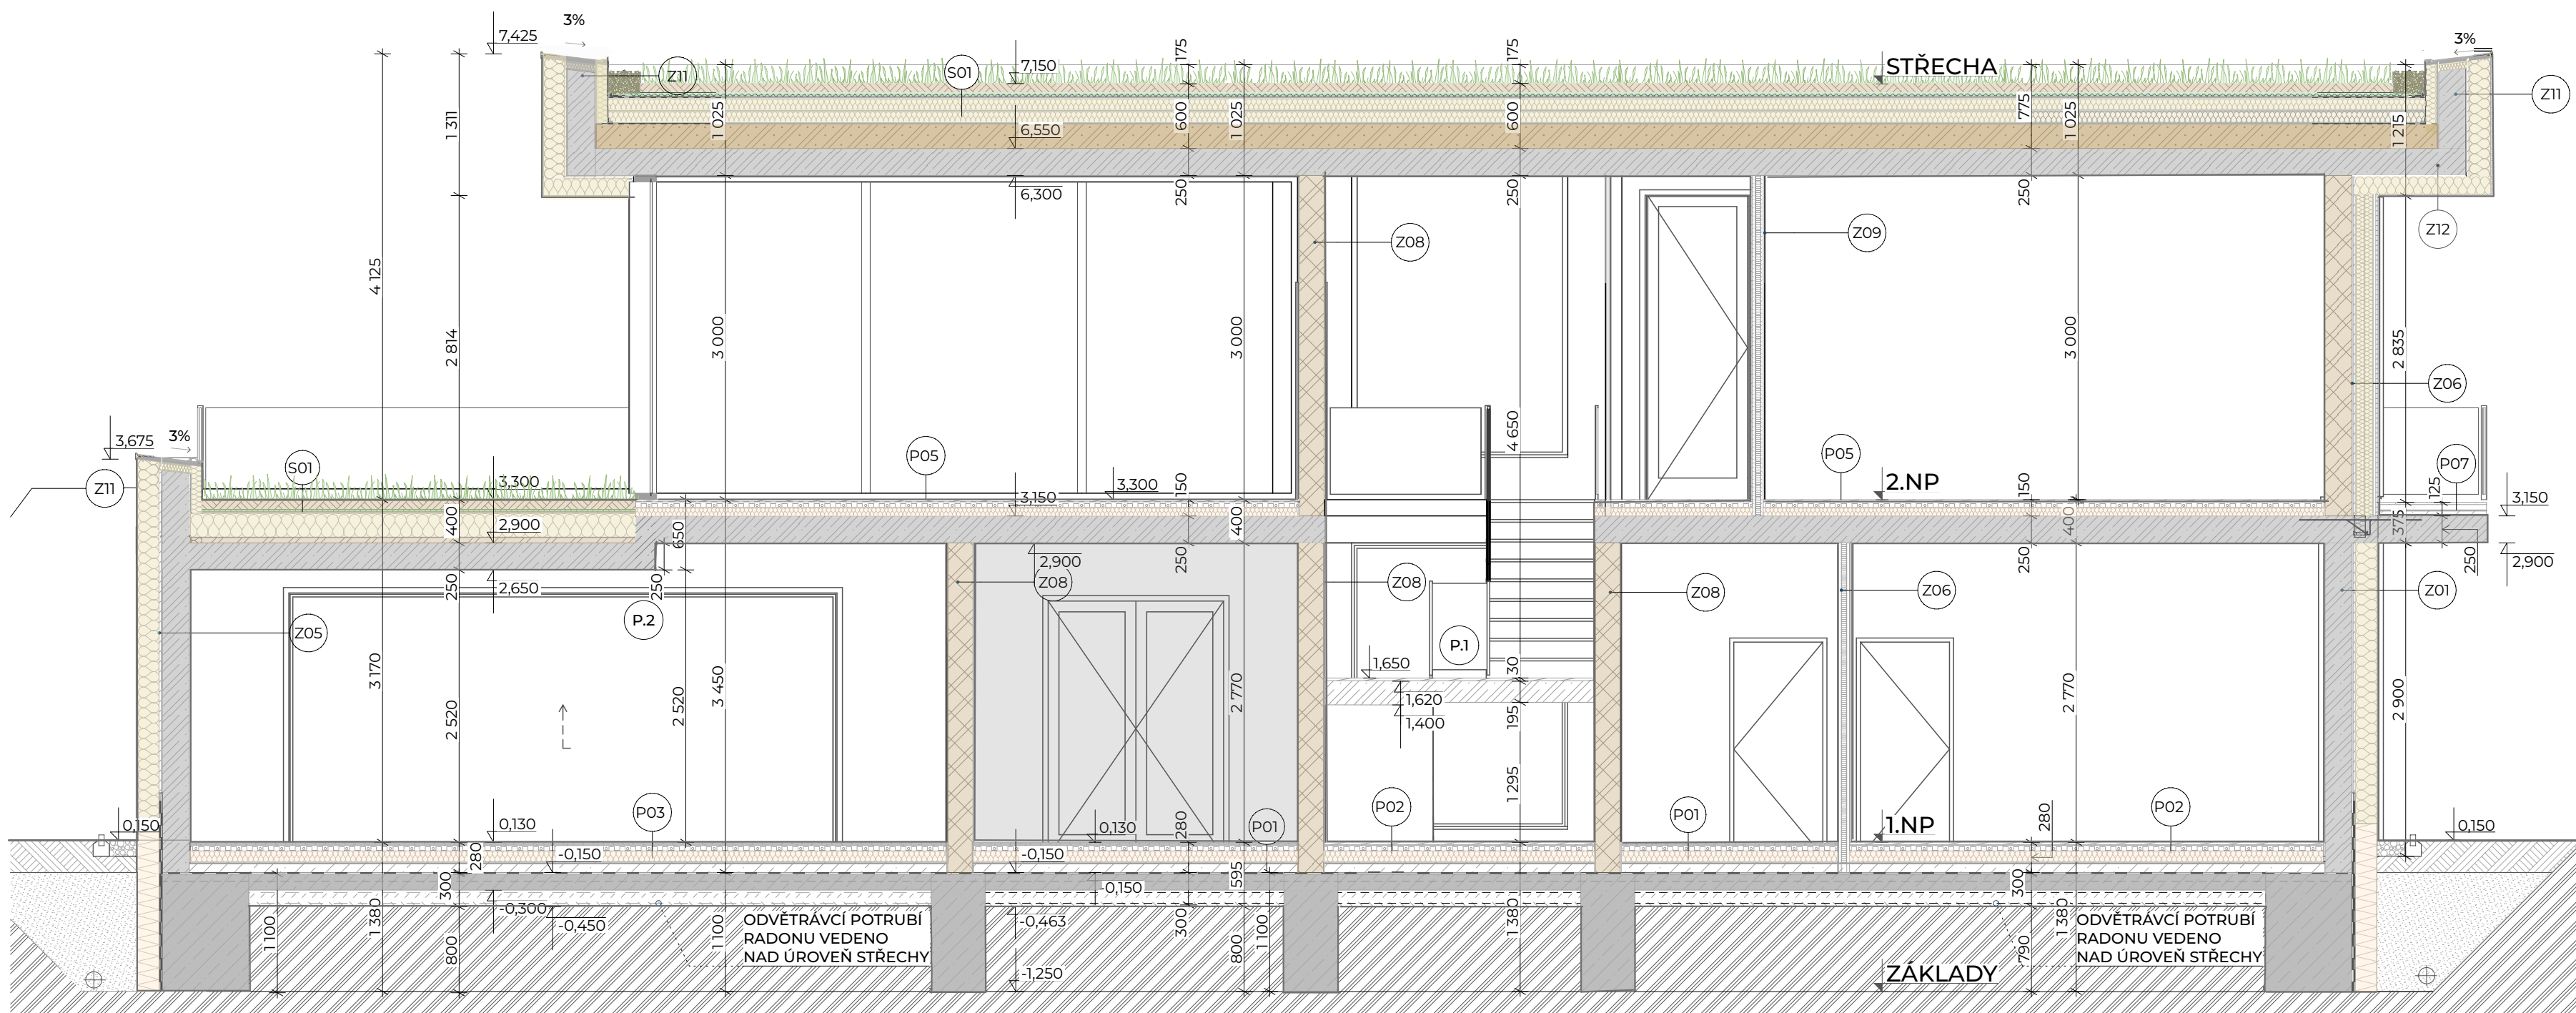 3%
7,425
Z11
S01
7,150
175
175
STŘECHA
3%
Z11
1 311
1 025
600
1 025
600
775
1 025
1 215
6,550
6,300
250
250
250
Z12
4 125
Z08
Z09
2 814
3 000
3 000
3 000
2 835
Z06
3,675
3%
Z11
S01
P05
4 650
P05
P07
3,300
3,150
3,300
150
150
2.NP
125
3,150
400
2,900
650
400
400
375
250
2,900
250
2,650
250
250
2,900
250
Z08
Z08
Z08
Z06
Z01
Z05
P.2
P.1
1,650
30
1,620
1,400
195
3 170
2 520
2 520
3 450
2 770
2 770
2 900
1 295
P03
P02
P01
P02
0,150
0,130
0,130
280
P01
1.NP
280
0,150
280
-0,150
-0,150
595
-0,150
300
300
-0,300
-0,450
-0,463
300
1 100
1 380
800
1 100
800
1 100
1 380
790
1 380
ODVĚTRÁVCÍ POTRUBÍ
RADONU VEDENO
NAD ÚROVEŇ STŘECHY
ODVĚTRÁVCÍ POTRUBÍ
RADONU VEDENO
NAD ÚROVEŇ STŘECHY
-1,250
ZÁKLADY